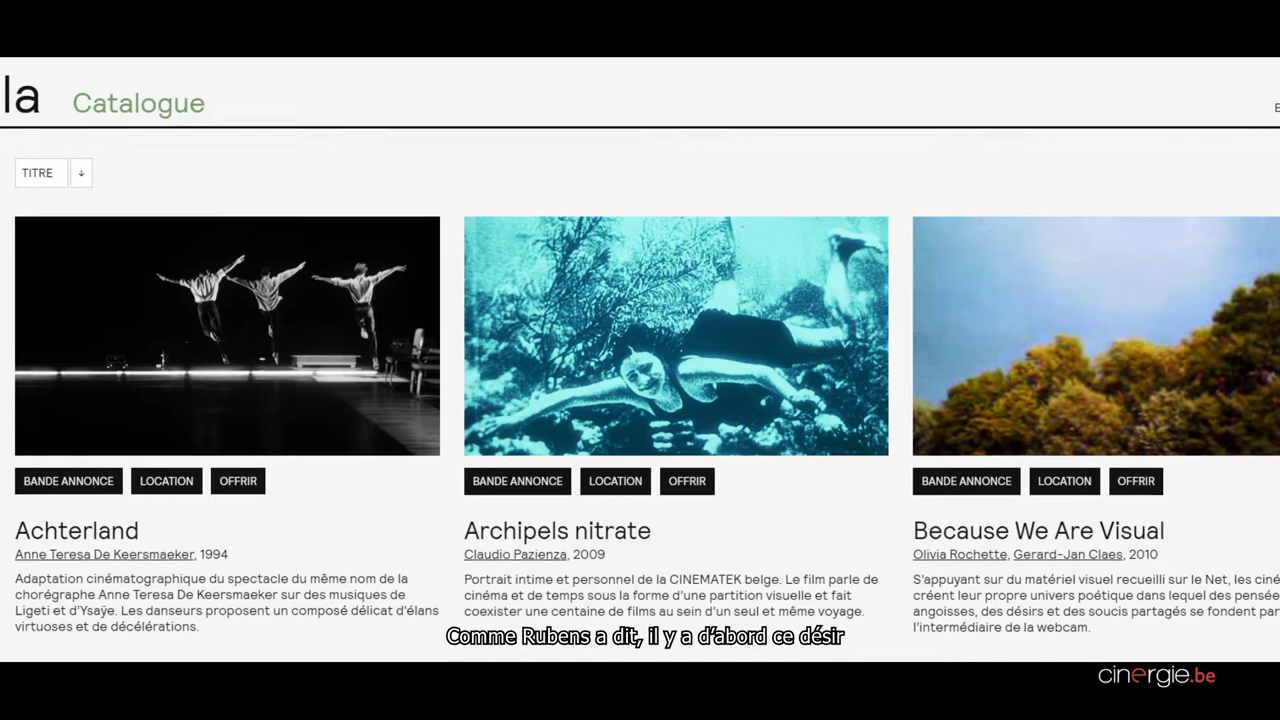 la Catalogue
E
TITRE ↓
BANDE ANNONCE LOCATION OFFRIR
Achterland
Anne Teresa De Keersmaeker, 1994
Adaptation cinématographique du spectacle du même nom de la
chorégraphe Anne Teresa De Keersmaeker sur des musiques de
Ligeti et d'Ysaÿe. Les danseurs proposent un composé délicat d'élans
virtuoses et de décélérations.
BANDE ANNONCE LOCATION OFFRIR
Archipels nitrate
Claudio Pazienza, 2009
Portrait intime et personnel de la CINEMATEK belge. Le film parle de
cinéma et de temps sous la forme d'une partition visuelle et fait
coexister une centaine de films au sein d'un seul et même voyage.
BANDE ANNONCE LOCATION OFFRIR
Because We Are Visual
Olivia Rochette, Gerard-Jan Claes, 2010
S'appuyant sur du matériel visuel recueilli sur le Net, les ciné
créent leur propre univers poétique dans lequel des pensée
angoisses, des désirs et des soucis partagés se fondent par
l'intermédiaire de la webcam.
Comme Rubens a dit, il y a d'abord ce désir
cinergie.be